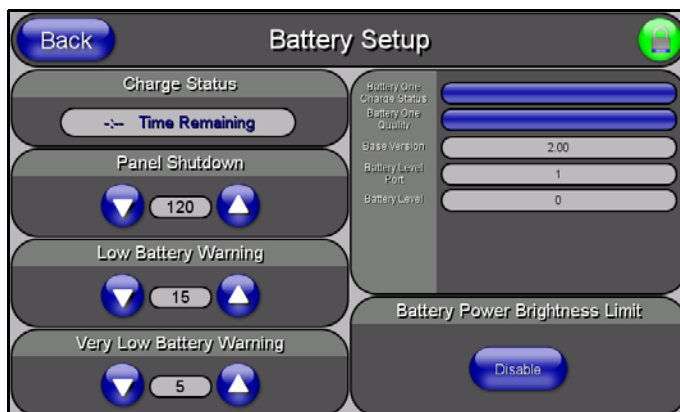 Back
Battery Setup
Charge Status
-:-- Time Remaining
Panel Shutdown
120
Low Battery Warning
15
Very Low Battery Warning
5
Battery One
Charge Status
Battery One
Quality
Base Version
2.00
Battery Level
Port
1
Battery Level
0
Battery Power Brightness Limit
Disable